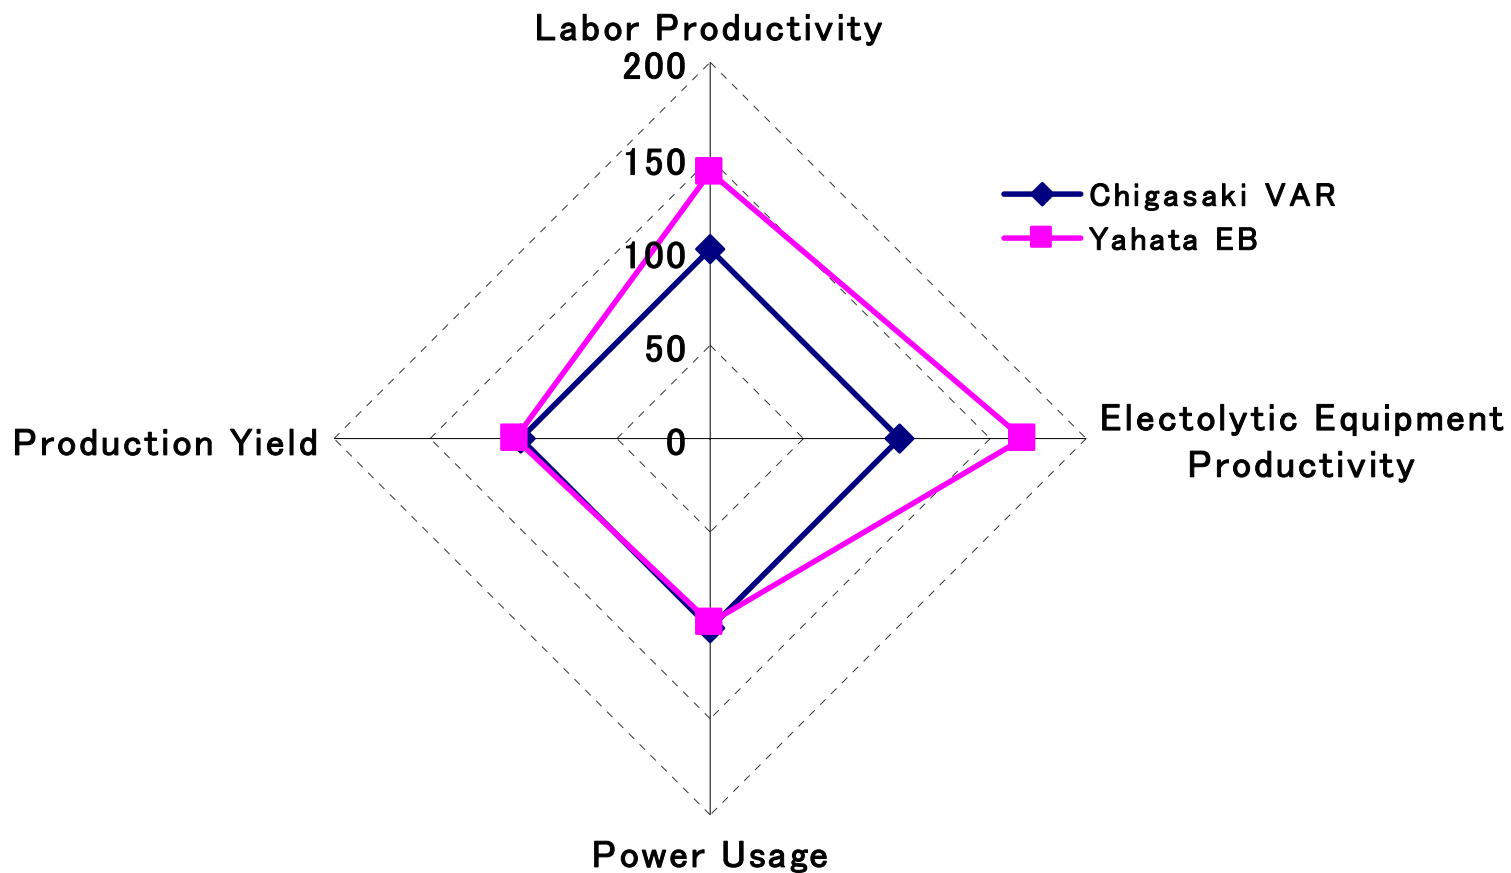 Labor Productivity
200
150
100
50
0
Chigasaki VAR
Yahata EB
Production Yield
Electolytic Equipment
Productivity
Power Usage